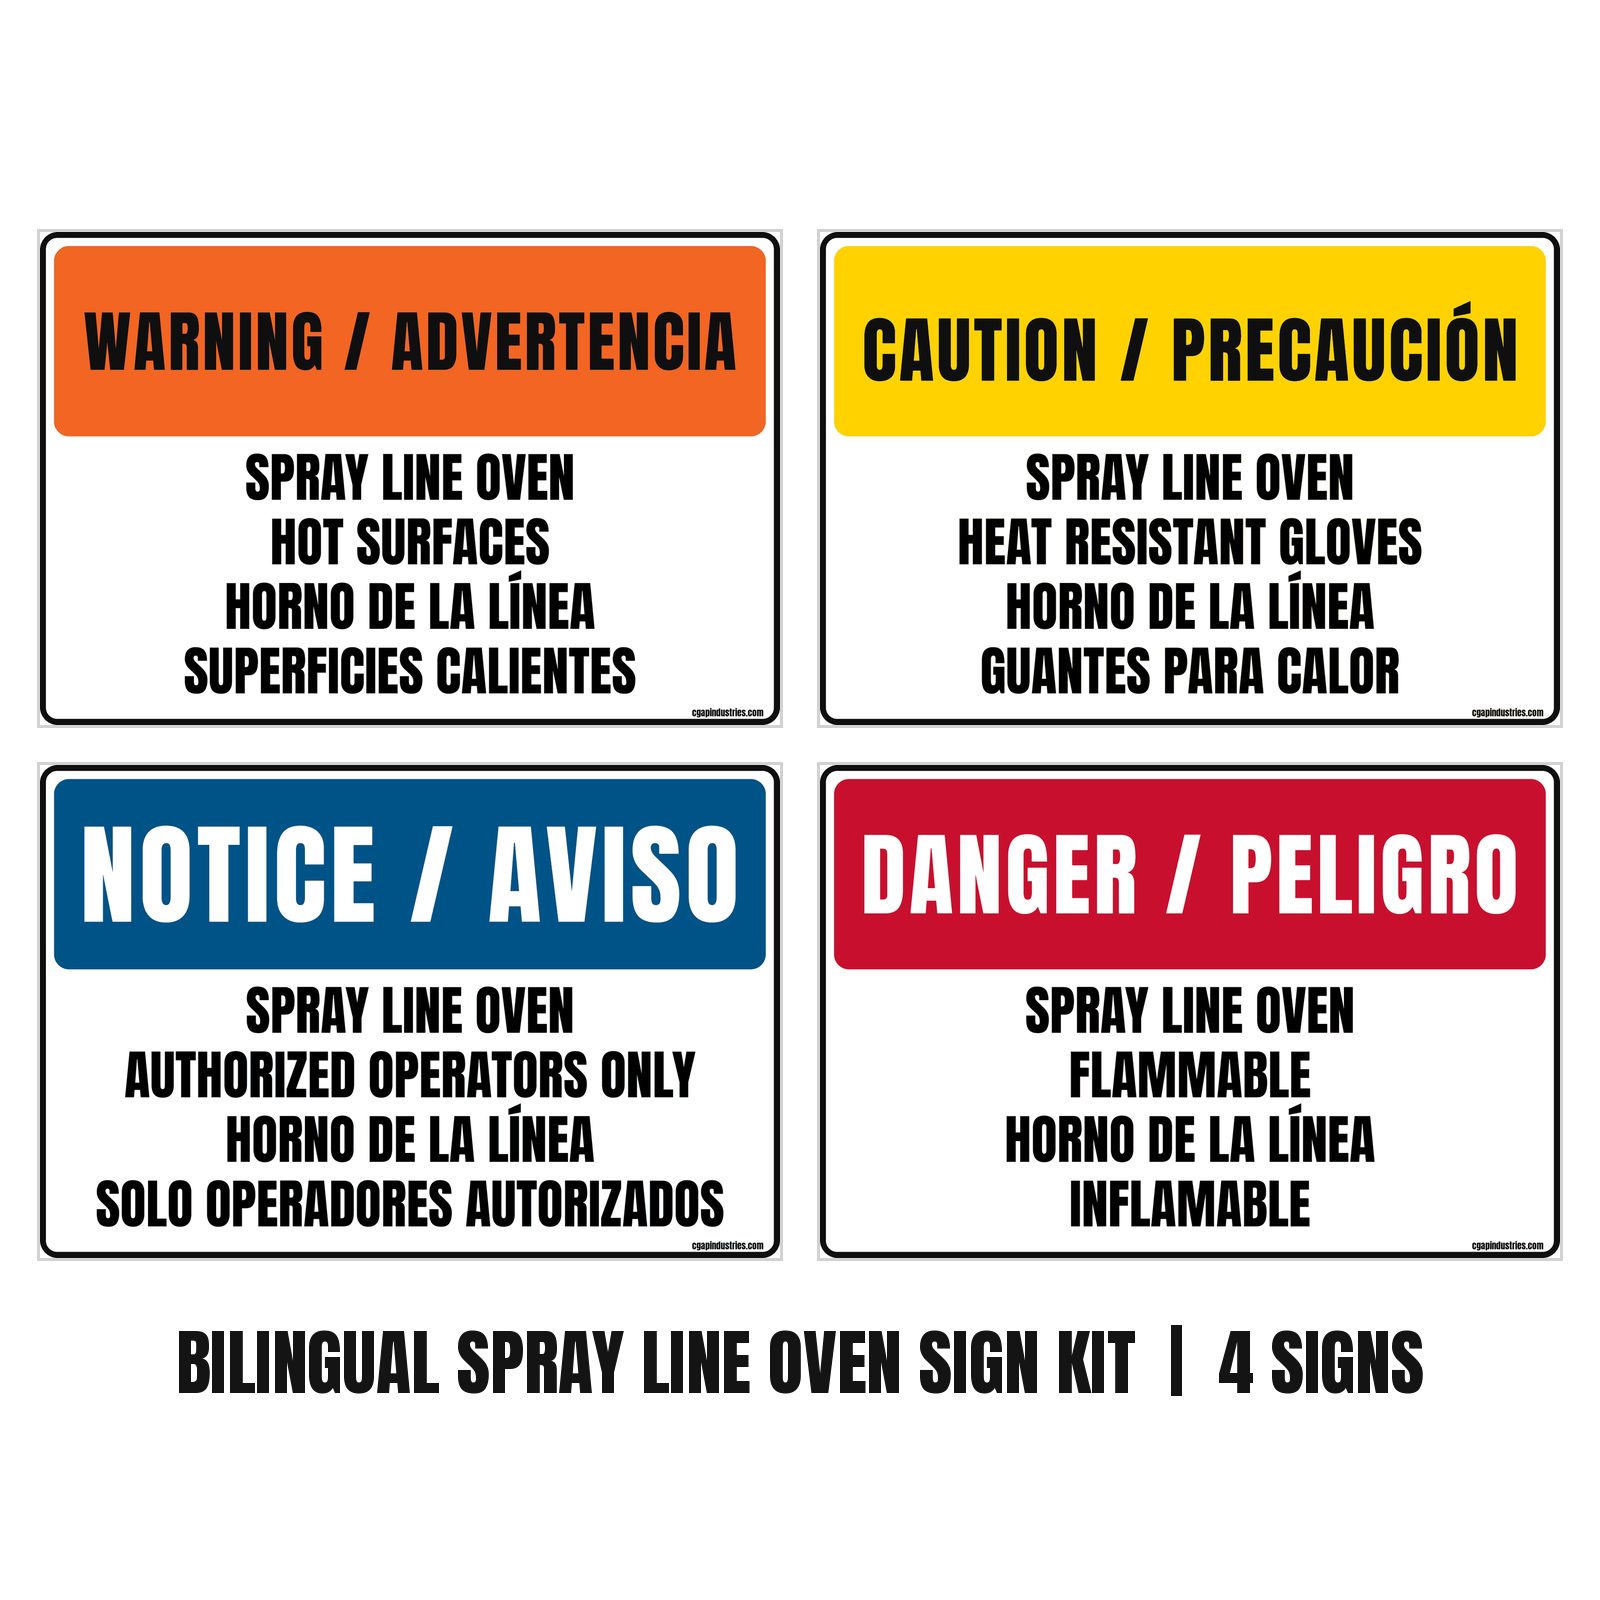 WARNING / ADVERTENCIA
SPRAY LINE OVEN
HOT SURFACES
HORNO DE LA LÍNEA
SUPERFICIES CALIENTES
cgapindustries.com
CAUTION / PRECAUCIÓN
SPRAY LINE OVEN
HEAT RESISTANT GLOVES
HORNO DE LA LÍNEA
GUANTES PARA CALOR
cgapindustries.com
NOTICE / AVISO
SPRAY LINE OVEN
AUTHORIZED OPERATORS ONLY
HORNO DE LA LÍNEA
SOLO OPERADORES AUTORIZADOS
cgapindustries.com
DANGER / PELIGRO
SPRAY LINE OVEN
FLAMMABLE
HORNO DE LA LÍNEA
INFLAMABLE
cgapindustries.com
BILINGUAL SPRAY LINE OVEN SIGN KIT | 4 SIGNS